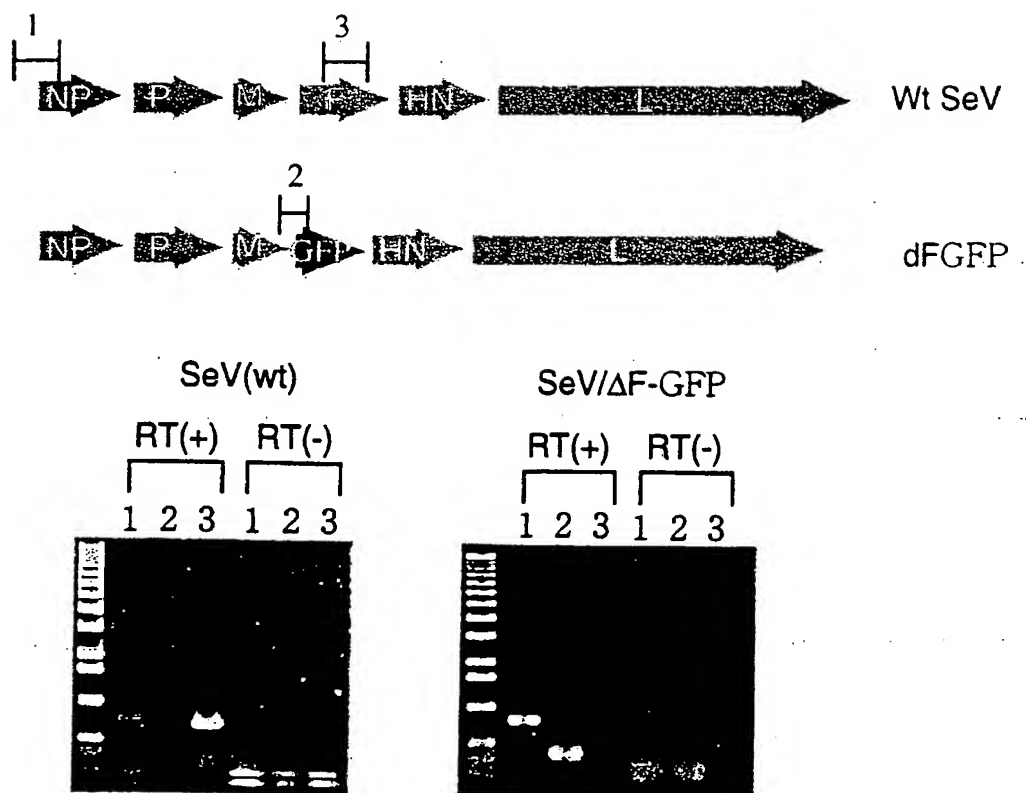 1 3
NP P M F HN L Wt SeV
2
NP P M GFP HN L dFGFP
SeV(wt) SeV/ΔF-GFP
RT(+) RT(-) RT(+) RT(-)
1 2 3 1 2 3 1 2 3 1 2 3